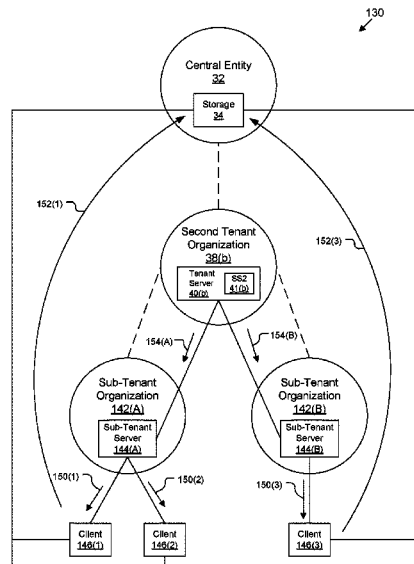 130
Central Entity
32
Storage
34
152(1)
152(3)
Second Tenant
Organization
38(b)
Tenant
Server
40(b)
SS2
41(b)
154(A)
154(B)
Sub-Tenant
Organization
142(A)
Sub-Tenant
Server
144(A)
Sub-Tenant
Organization
142(B)
Sub-Tenant
Server
144(B)
150(1)
150(2)
150(3)
Client
146(1)
Client
146(2)
Client
146(3)